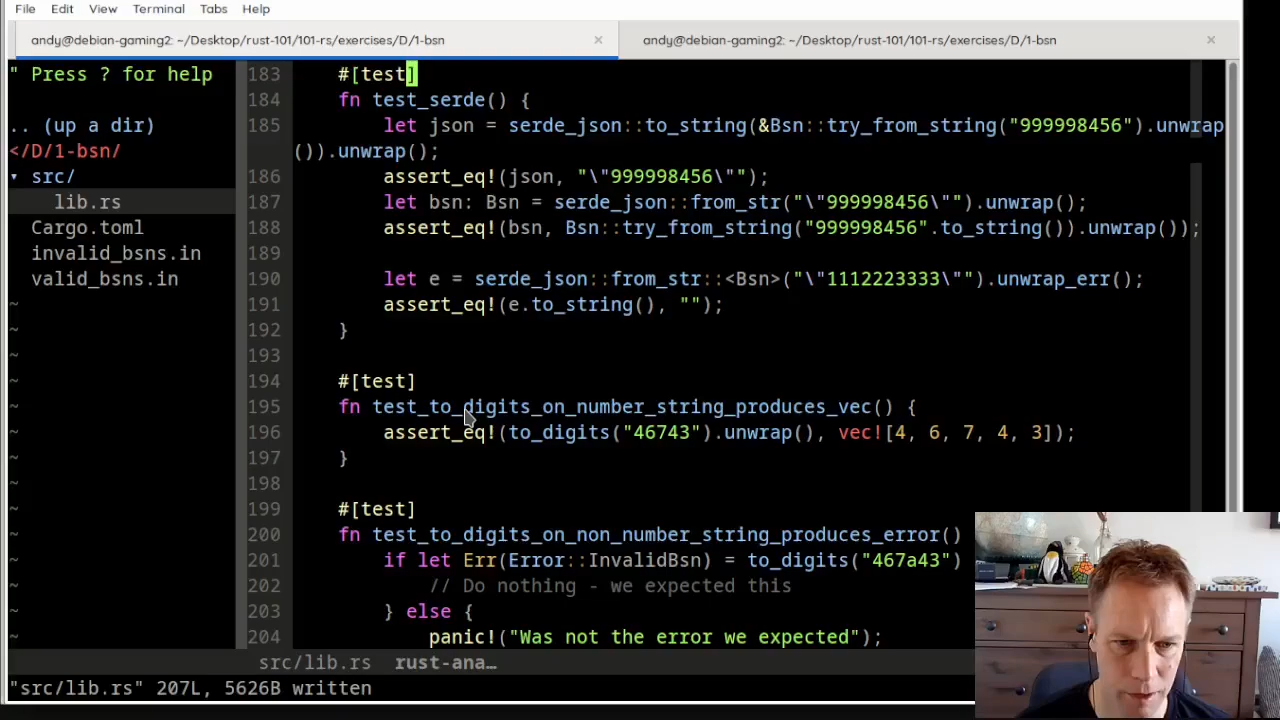 File Edit View Terminal Tabs Help
andy@debian-gaming2: ~/Desktop/rust-101/101-rs/exercises/D/1-bsn ×
andy@debian-gaming2: ~/Desktop/rust-101/101-rs/exercises/D/1-bsn ×
" Press ? for help
.. (up a dir)
</D/1-bsn/
▾ src/
lib.rs
Cargo.toml
invalid_bsns.in
valid_bsns.in
~
~
~
~
~
~
~
~
~
~
~
~
~
~
183 #[test]
184 fn test_serde() {
185 let json = serde_json::to_string(&Bsn::try_from_string("999998456").unwrap
()).unwrap();
186 assert_eq!(json, "\"999998456\"");
187 let bsn: Bsn = serde_json::from_str("\"999998456\"").unwrap();
188 assert_eq!(bsn, Bsn::try_from_string("999998456".to_string()).unwrap());
189
190 let e = serde_json::from_str::<Bsn>("\"1112223333\"").unwrap_err();
191 assert_eq!(e.to_string(), "");
192 }
193
194 #[test]
195 fn test_to_digits_on_number_string_produces_vec() {
196 assert_eq!(to_digits("46743").unwrap(), vec![4, 6, 7, 4, 3]);
197 }
198
199 #[test]
200 fn test_to_digits_on_non_number_string_produces_error()
201 if let Err(Error::InvalidBsn) = to_digits("467a43")
202 // Do nothing - we expected this
203 } else {
204 panic!("Was not the error we expected");
src/lib.rs rust-ana…
"src/lib.rs" 207L, 5626B written